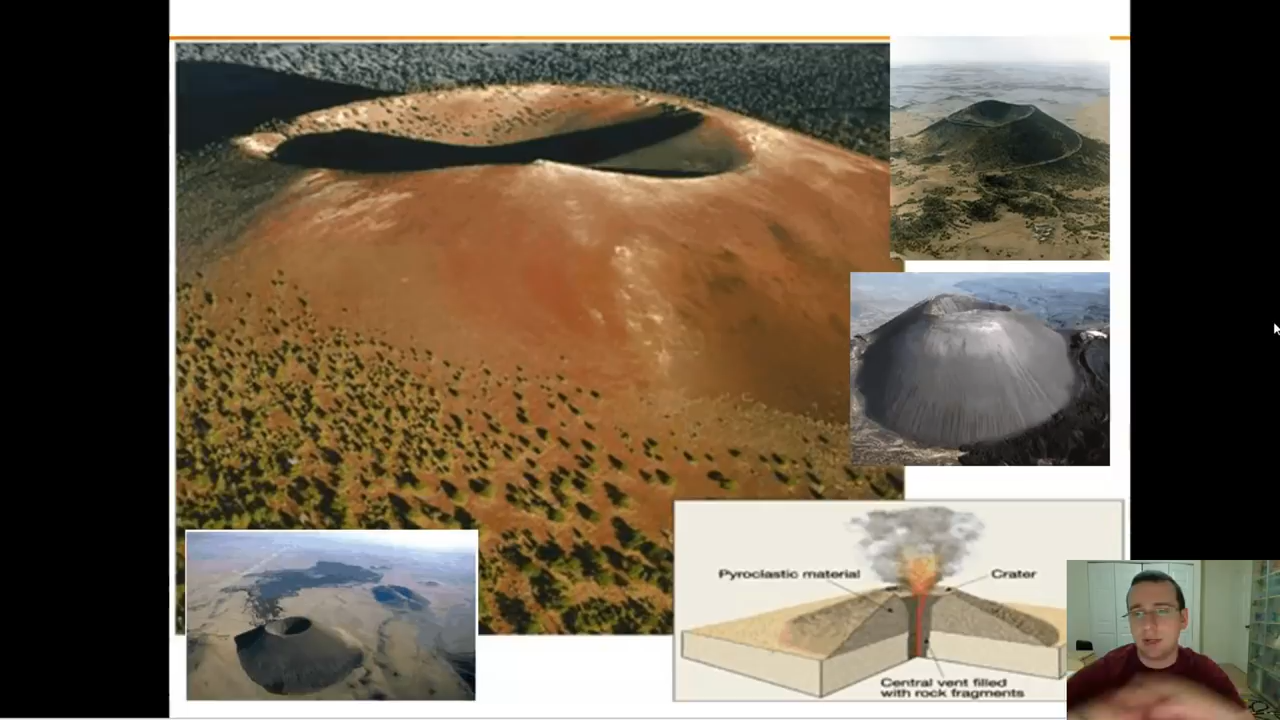 Pyroclastic material
Crater
Central vent filled
with rock fragments